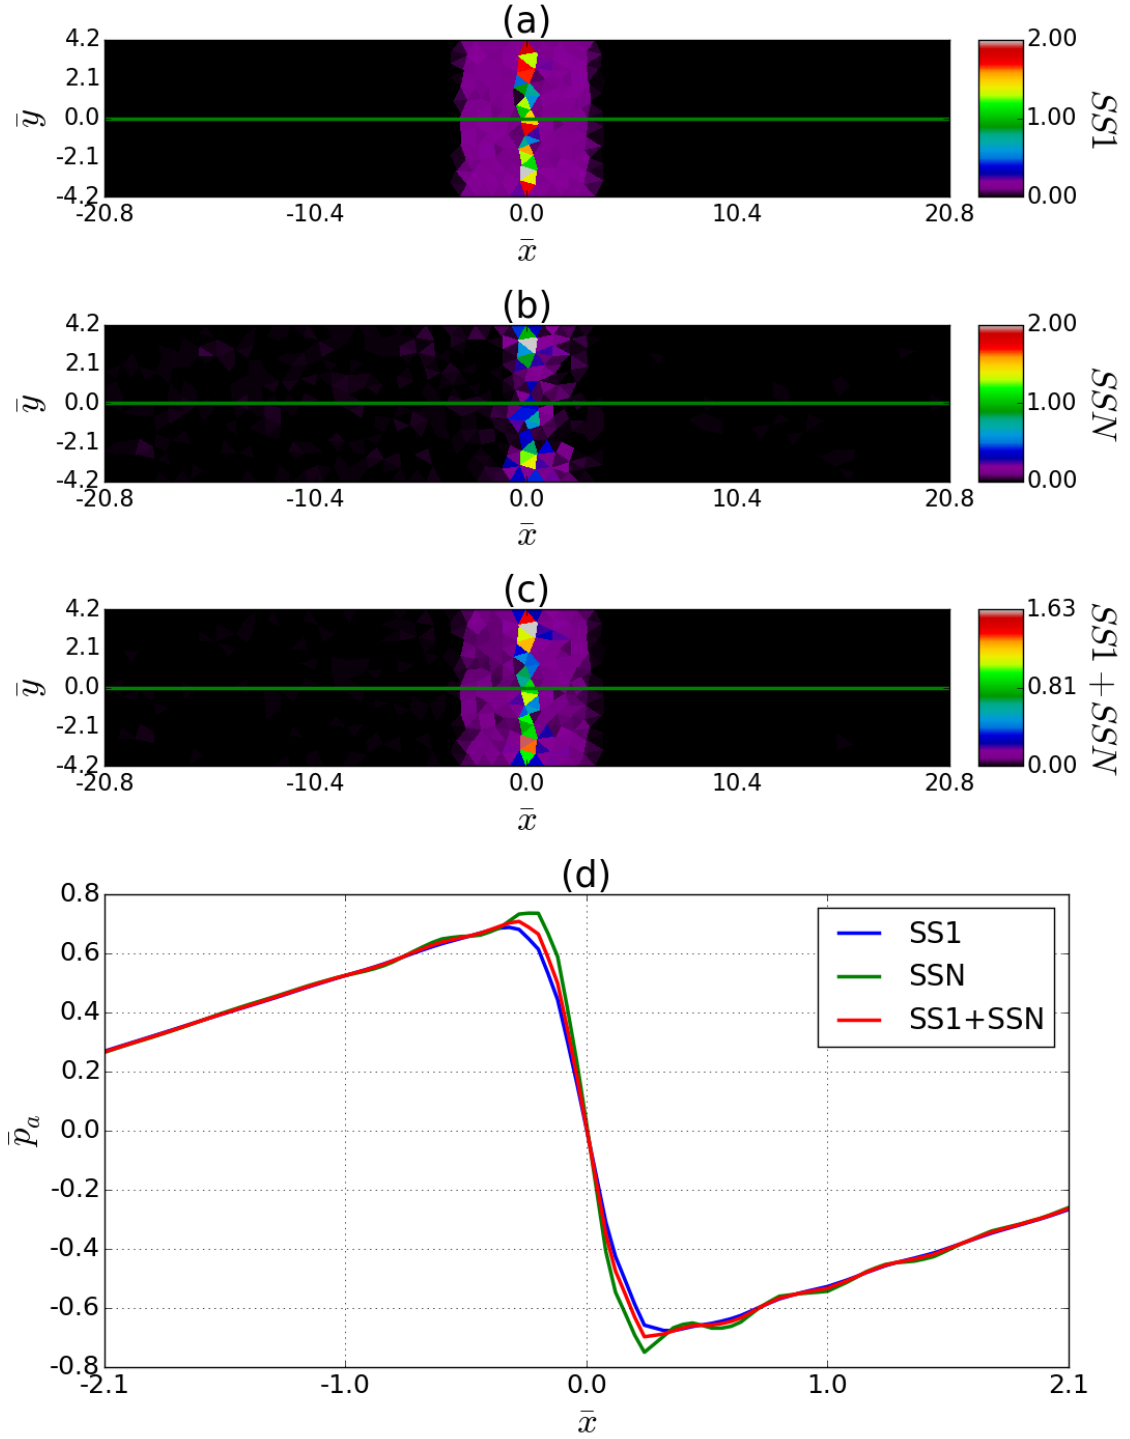 (a)
4.2
2.1
0.0
-2.1
-4.2
ȳ
-20.8 -10.4 0.0 10.4 20.8
x̄
2.00
1.00
0.00
SS1
(b)
4.2
2.1
0.0
-2.1
-4.2
ȳ
-20.8 -10.4 0.0 10.4 20.8
x̄
2.00
1.00
0.00
SSN
(c)
4.2
2.1
0.0
-2.1
-4.2
ȳ
-20.8 -10.4 0.0 10.4 20.8
x̄
1.63
0.81
0.00
SS1 + SSN
(d)
0.8
0.6
0.4
0.2
0.0
-0.2
-0.4
-0.6
-0.8
p̄ₐ
SS1
SSN
SS1+SSN
-2.1 -1.0 0.0 1.0 2.1
x̄